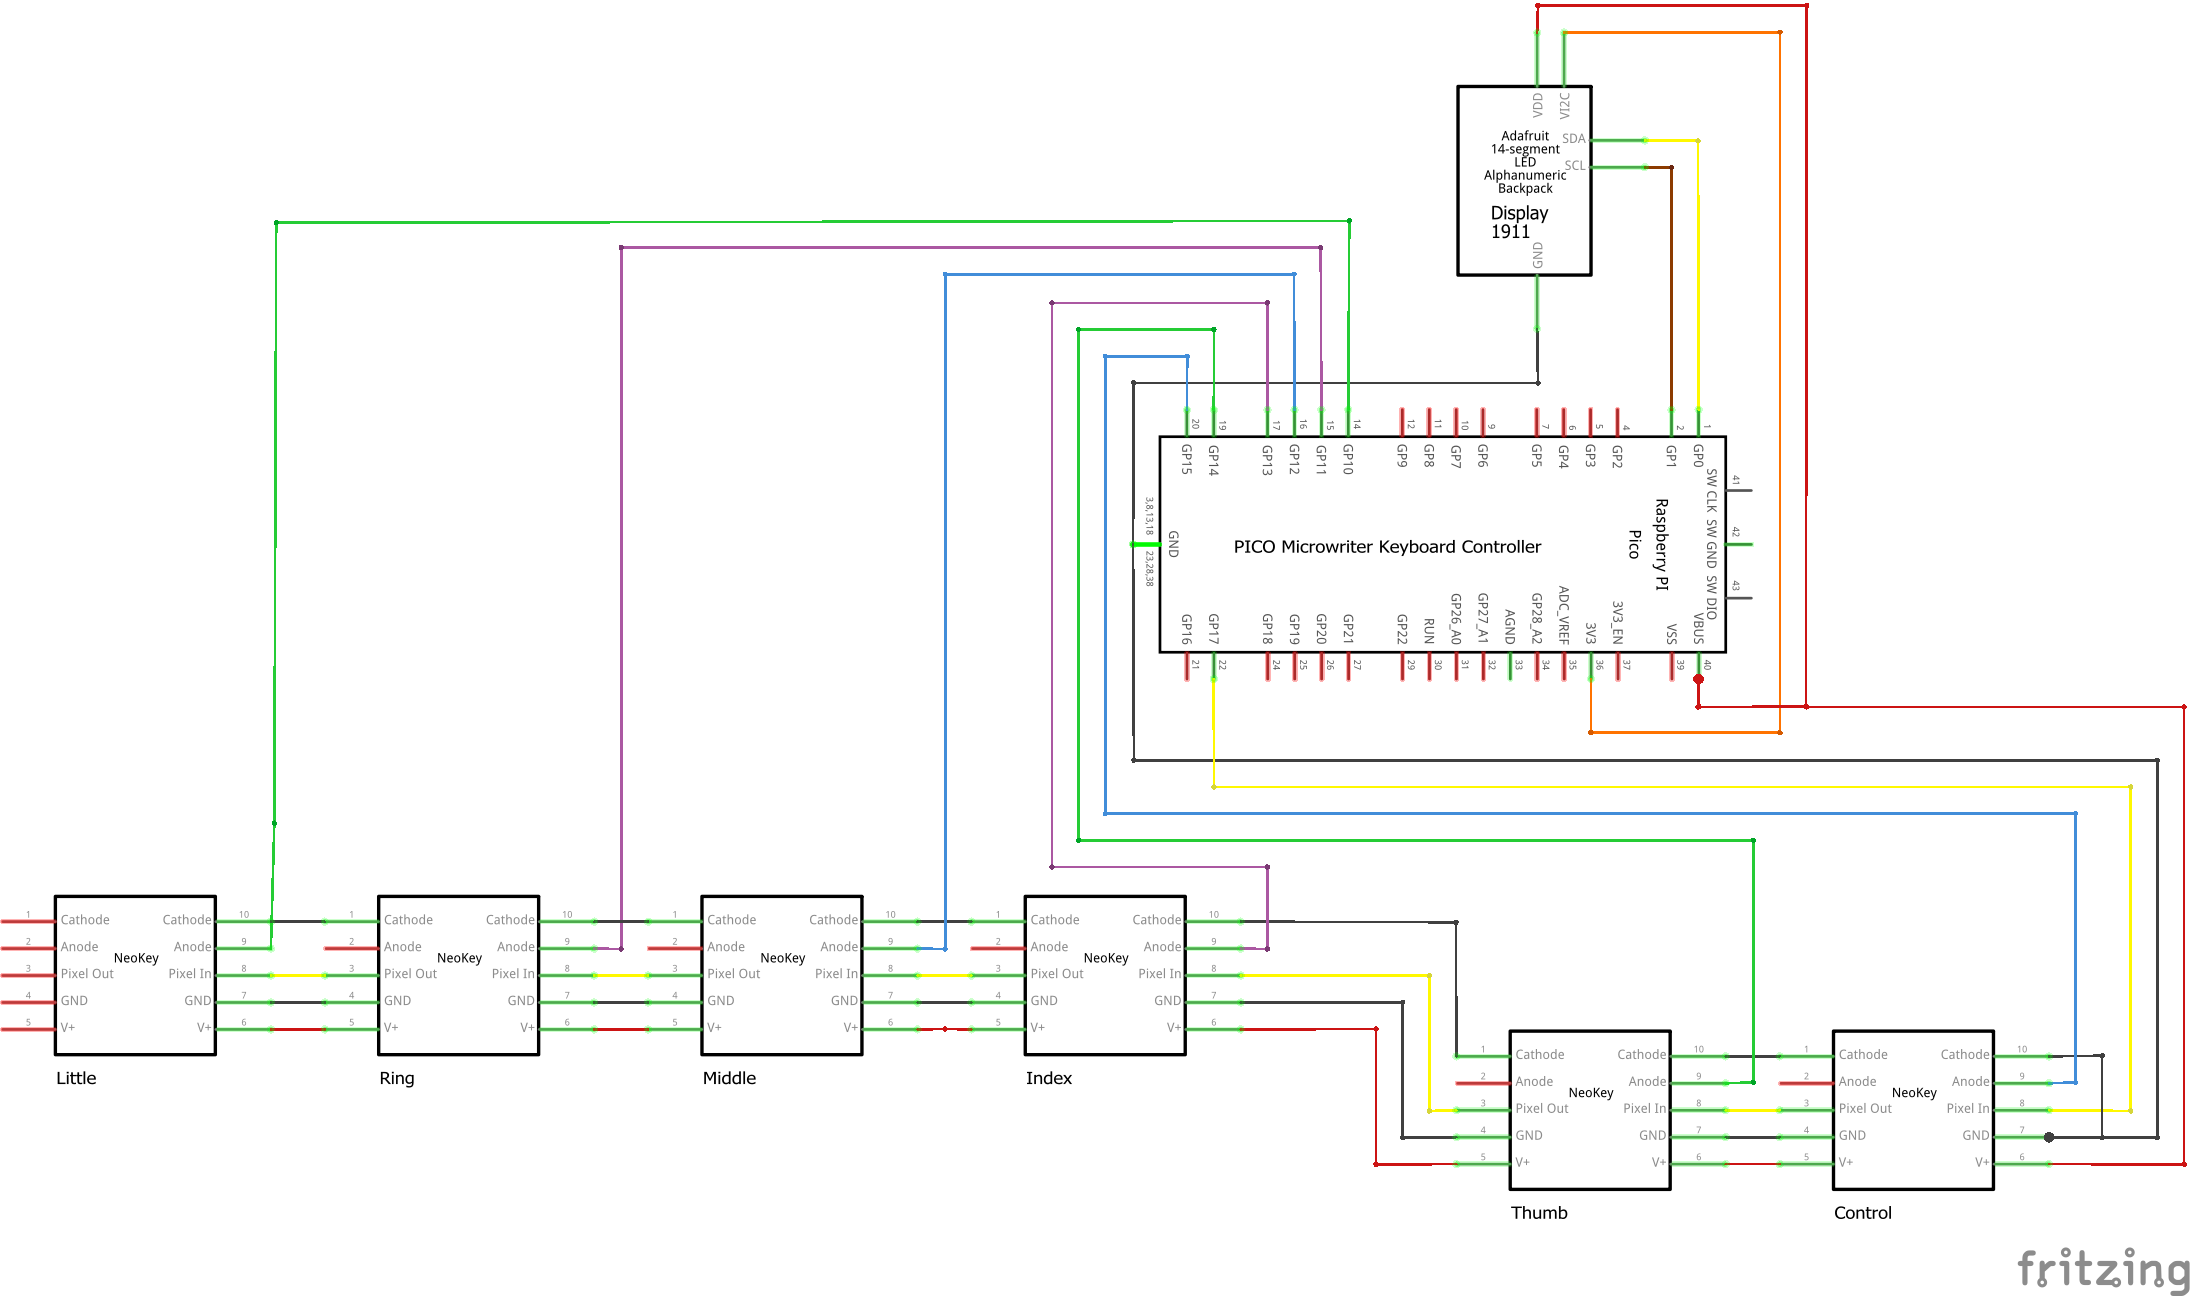 VDD
VI2C
SDA
SCL
Adafruit
14-segment
LED
Alphanumeric
Backpack
Display
1911
GND
20
19
17
16
15
14
12
11
10
9
7
6
5
4
2
1
GP15
GP14
GP13
GP12
GP11
GP10
GP9
GP8
GP7
GP6
GP5
GP4
GP3
GP2
GP1
GP0
3,8,13,18
23,28,38
GND
PICO Microwriter Keyboard Controller
Raspberry PI
Pico
SW CLK
SW GND
SW DIO
41
42
43
GP16
GP17
GP18
GP19
GP20
GP21
GP22
RUN
GP26_A0
GP27_A1
AGND
GP28_A2
ADC_VREF
3V3
3V3_EN
VSS
VBUS
21
22
24
25
26
27
29
30
31
32
33
34
35
36
37
39
40
1 Cathode Cathode 10
2 Anode Anode 9
NeoKey
3 Pixel Out Pixel In 8
4 GND GND 7
5 V+ V+ 6
Little
1 Cathode Cathode 10
2 Anode Anode 9
NeoKey
3 Pixel Out Pixel In 8
4 GND GND 7
5 V+ V+ 6
Ring
1 Cathode Cathode 10
2 Anode Anode 9
NeoKey
3 Pixel Out Pixel In 8
4 GND GND 7
5 V+ V+ 6
Middle
1 Cathode Cathode 10
2 Anode Anode 9
NeoKey
3 Pixel Out Pixel In 8
4 GND GND 7
5 V+ V+ 6
Index
1 Cathode Cathode 10
2 Anode Anode 9
NeoKey
3 Pixel Out Pixel In 8
4 GND GND 7
5 V+ V+ 6
Thumb
1 Cathode Cathode 10
2 Anode Anode 9
NeoKey
3 Pixel Out Pixel In 8
4 GND GND 7
5 V+ V+ 6
Control
fritzing